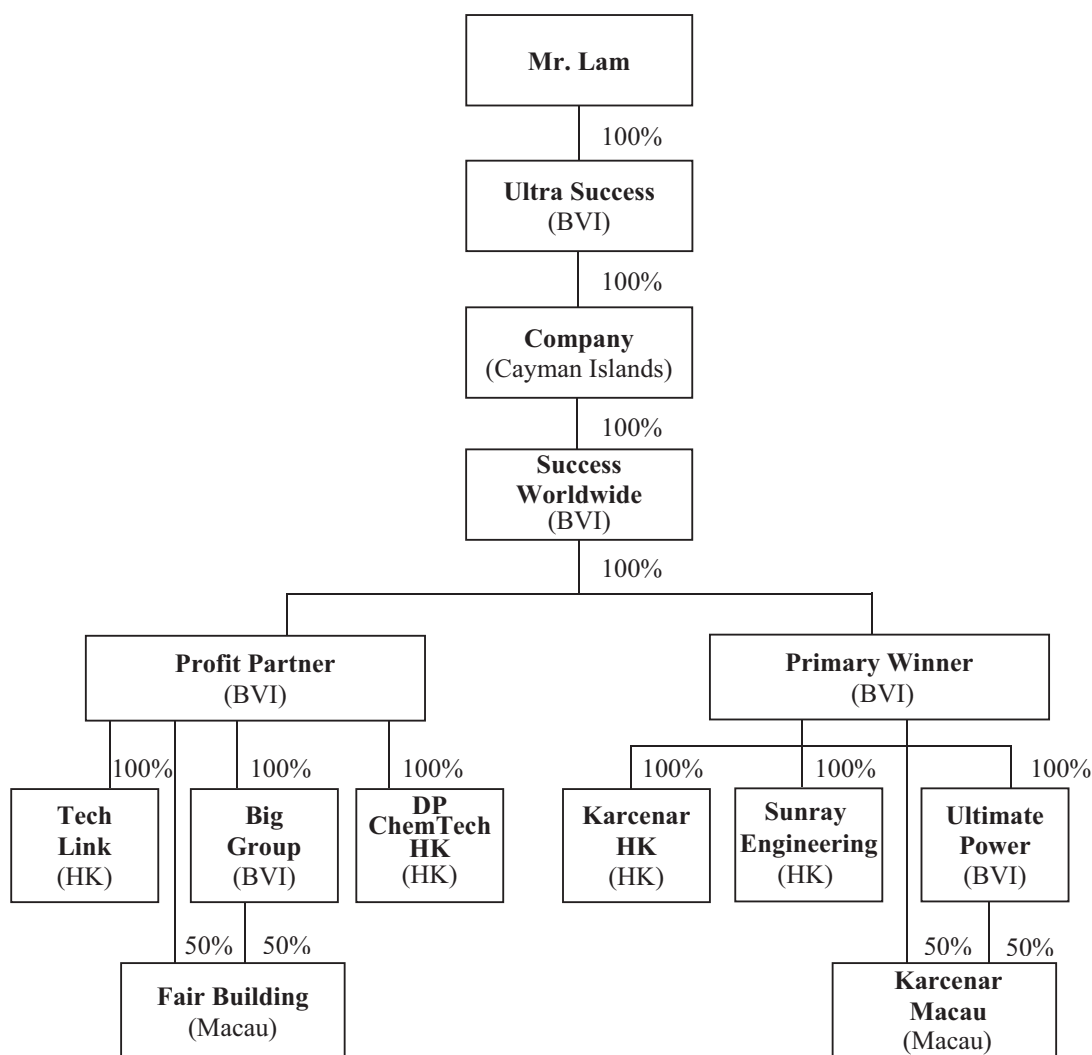 Mr. Lam
100%
Ultra Success
(BVI)
100%
Company
(Cayman Islands)
100%
Success
Worldwide
(BVI)
100%
Profit Partner
(BVI)
Primary Winner
(BVI)
100%
100%
100%
100%
100%
100%
Tech
Link
(HK)
Big
Group
(BVI)
DP
ChemTech
HK
(HK)
Karcenar
HK
(HK)
Sunray
Engineering
(HK)
Ultimate
Power
(BVI)
50%
50%
50%
50%
Fair Building
(Macau)
Karcenar
Macau
(Macau)